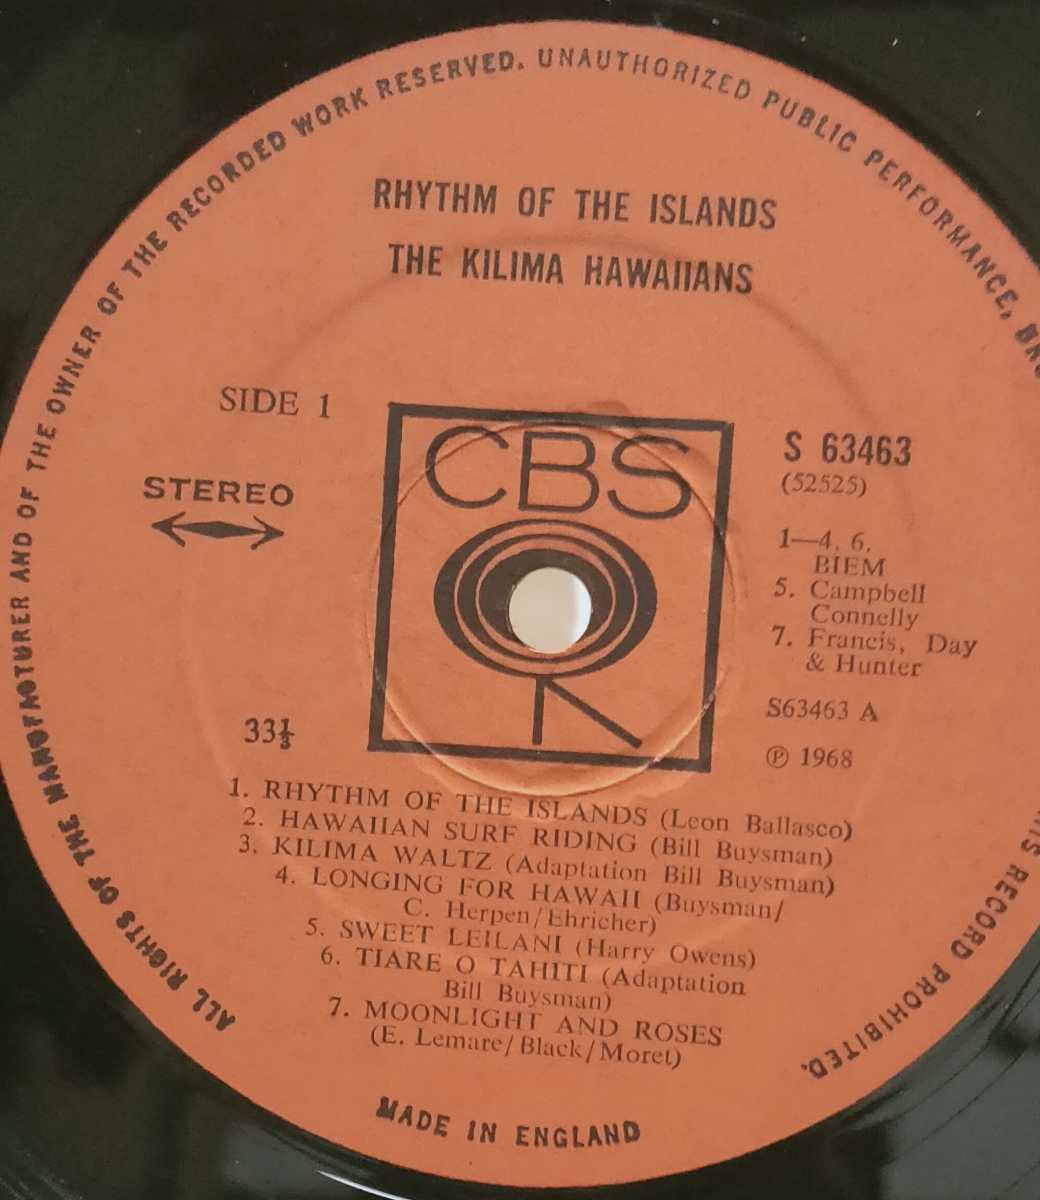 ALL RIGHTS OF THE MANUFACTURER AND OF THE OWNER OF THE RECORDED WORK RESERVED. UNAUTHORIZED PUBLIC PERFORMANCE,
RECORD PROHIBITED.
RHYTHM OF THE ISLANDS
THE KILIMA HAWAIIANS
SIDE 1
STEREO
33⅓
CBS
S 63463
(52525)
1—4. 6.
BIEM
5. Campbell
Connelly
7. Francis, Day
& Hunter
S63463 A
℗ 1968
1. RHYTHM OF THE ISLANDS (Leon Ballasco)
2. HAWAIIAN SURF RIDING (Bill Buysman)
3. KILIMA WALTZ (Adaptation Bill Buysman)
4. LONGING FOR HAWAII (Buysman/
C. Herpen/Ehricher)
5. SWEET LEILANI (Harry Owens)
6. TIARE O TAHITI (Adaptation
Bill Buysman)
7. MOONLIGHT AND ROSES
(E. Lemare/Black/Moret)
MADE IN ENGLAND